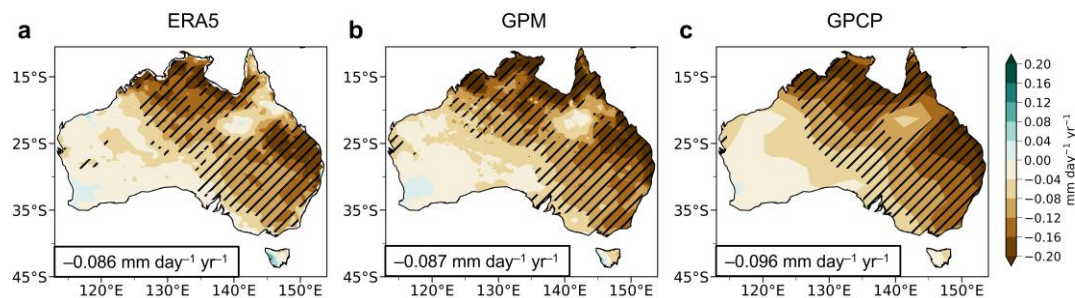 ERA5
GPM
GPCP
a
b
c
15°S
25°S
35°S
45°S
120°E
130°E
140°E
150°E
−0.086 mm day⁻¹ yr⁻¹
15°S
25°S
35°S
45°S
120°E
130°E
140°E
150°E
−0.087 mm day⁻¹ yr⁻¹
15°S
25°S
35°S
45°S
120°E
130°E
140°E
150°E
−0.096 mm day⁻¹ yr⁻¹
0.20
0.16
0.12
0.08
0.04
0.00
−0.04
−0.08
−0.12
−0.16
−0.20
mm day⁻¹ yr⁻¹